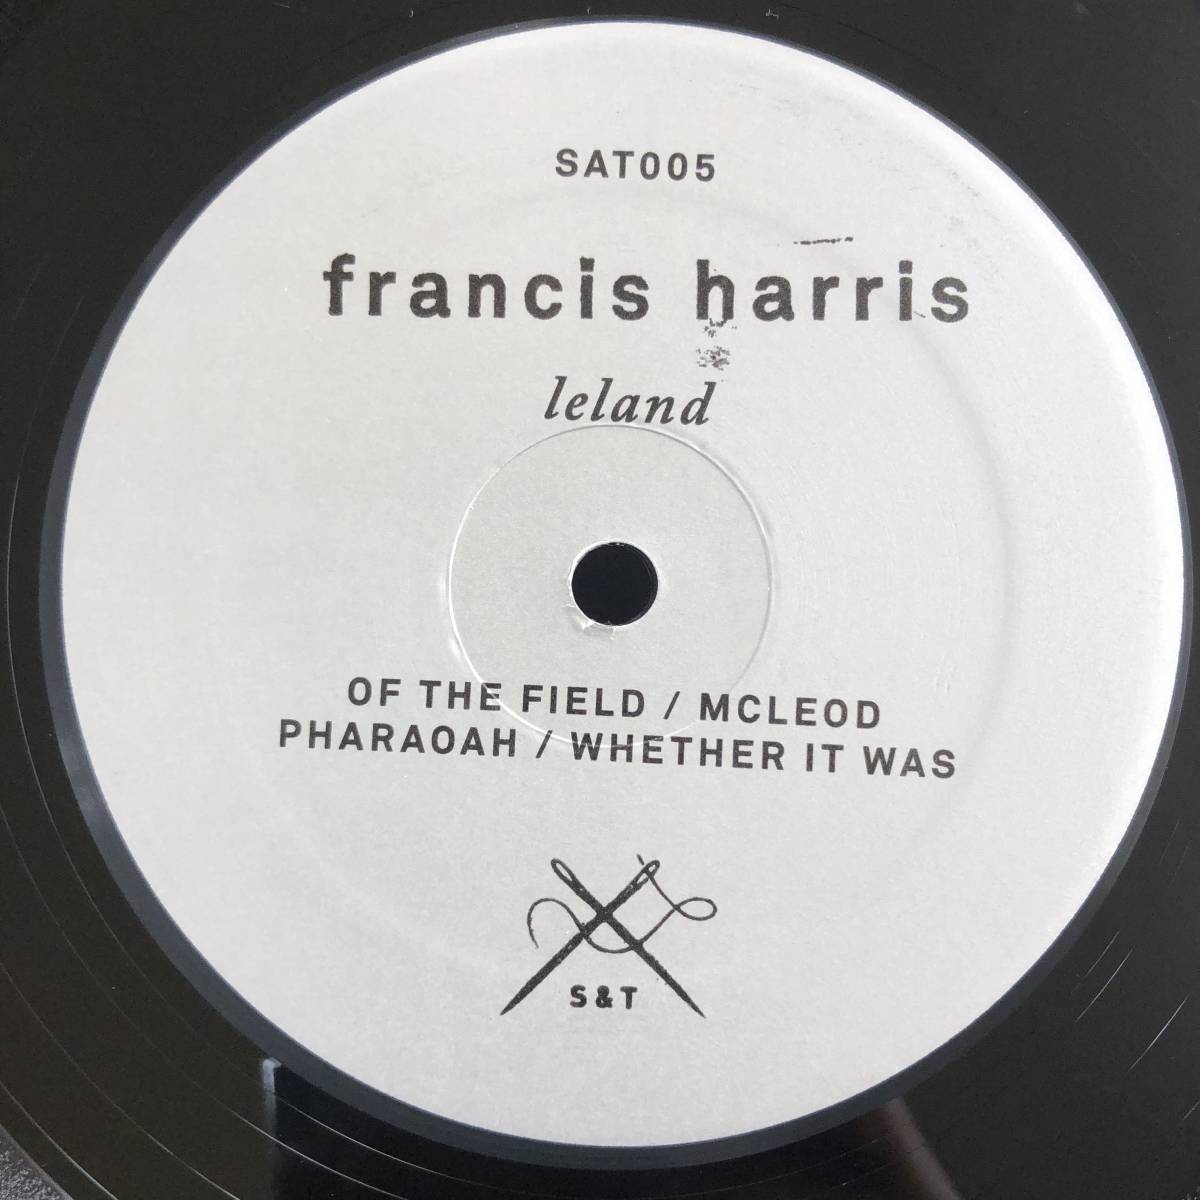 SAT005
francis harris
leland
OF THE FIELD / MCLEOD
PHARAOAH / WHETHER IT WAS
S&T